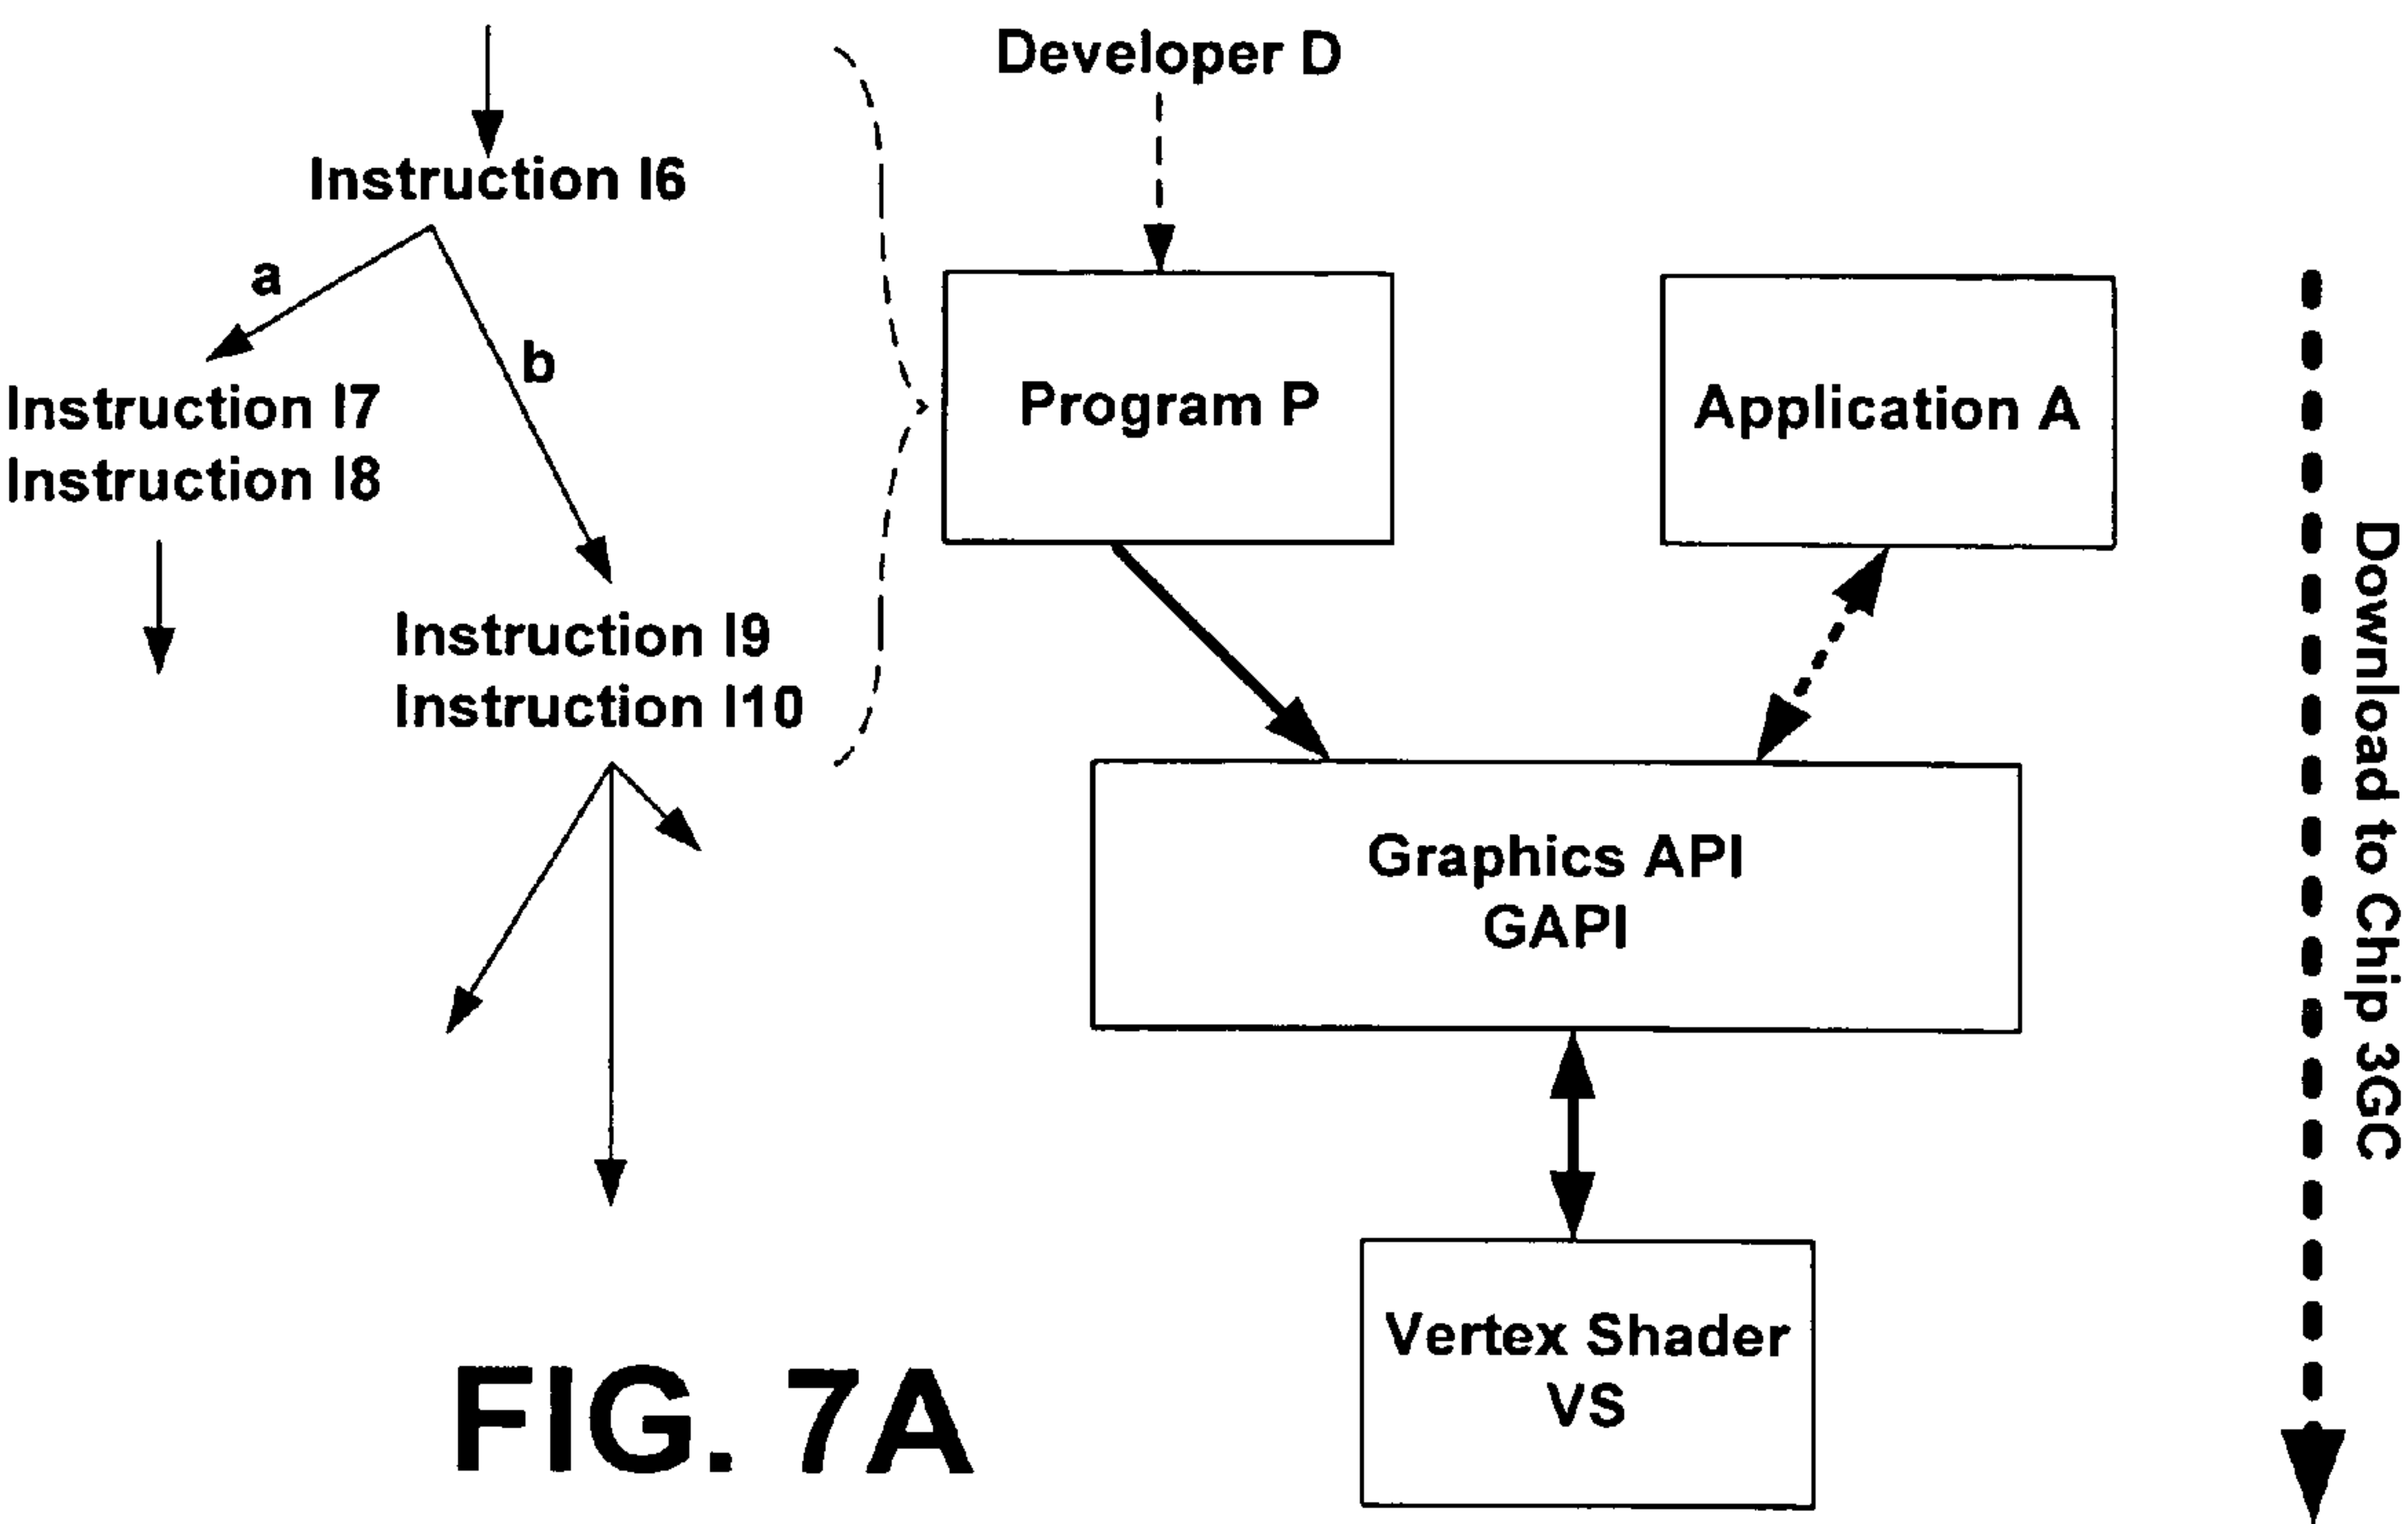 Developer D
Instruction I6
a
b
Instruction I7
Instruction I8
Instruction I9
Instruction I10
Program P
Application A
Graphics API
GAPI
Vertex Shader
VS
Download to Chip 3GC
FIG. 7A